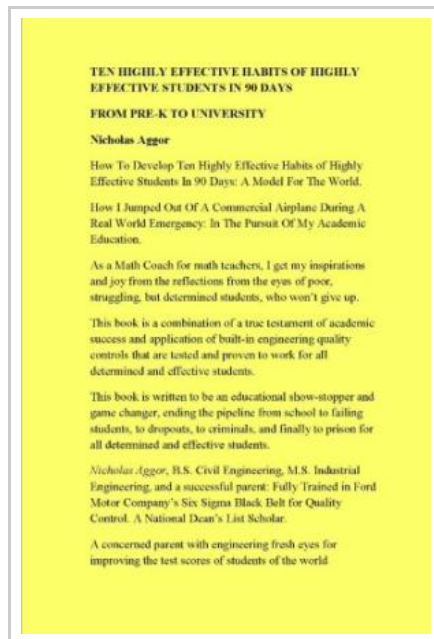 TEN HIGHLY EFFECTIVE HABITS OF HIGHLY
EFFECTIVE STUDENTS IN 90 DAYS
FROM PRE-K TO UNIVERSITY
Nicholas Aggor
How To Develop Ten Highly Effective Habits of Highly
Effective Students In 90 Days: A Model For The World.
How I Jumped Out Of A Commercial Airplane During A
Real World Emergency: In The Pursuit Of My Academic
Education.
As a Math Coach for math teachers, I get my inspirations
and joy from the reflections from the eyes of poor,
struggling, but determined students, who won't give up.
This book is a combination of a true testament of academic
success and application of built-in engineering quality
controls that are tested and proven to work for all
determined and effective students.
This book is written to be an educational show-stopper and
game changer, ending the pipeline from school to failing
students, to dropouts, to criminals, and finally to prison for
all determined and effective students.
Nicholas Aggor, B.S. Civil Engineering, M.S. Industrial
Engineering, and a successful parent: Fully Trained in Ford
Motor Company's Six Sigma Black Belt for Quality
Control. A National Dean's List Scholar.
A concerned parent with engineering fresh eyes for
improving the test scores of students of the world